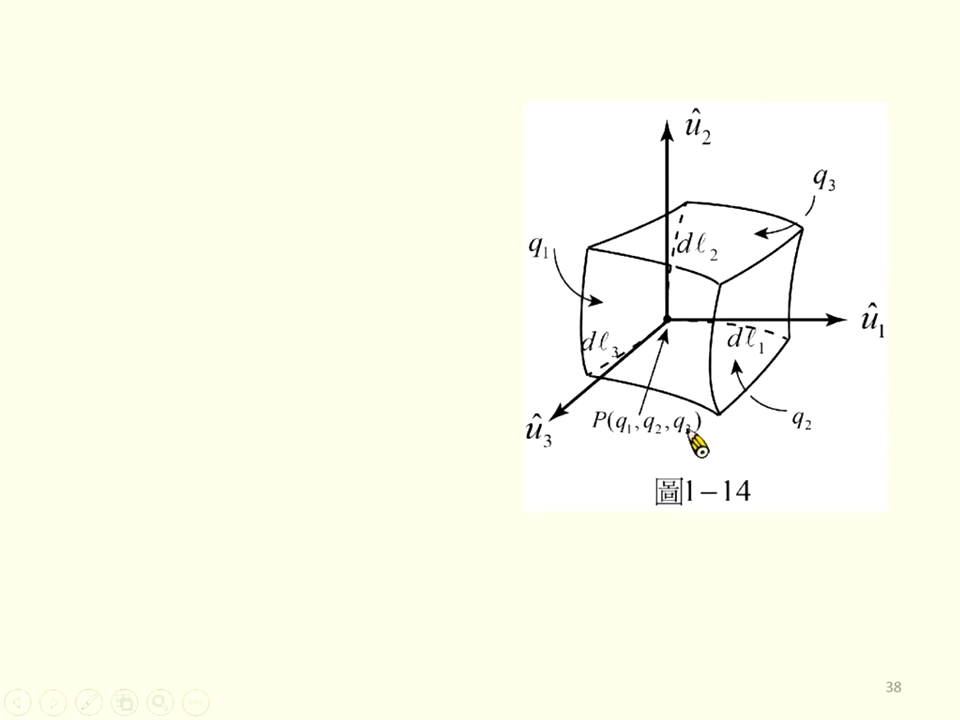 û₂
q₃
q₁
dℓ₂
û₁
dℓ₃
dℓ₁
û₃
P(q₁,q₂,q₃)
q₂
圖1–14
38